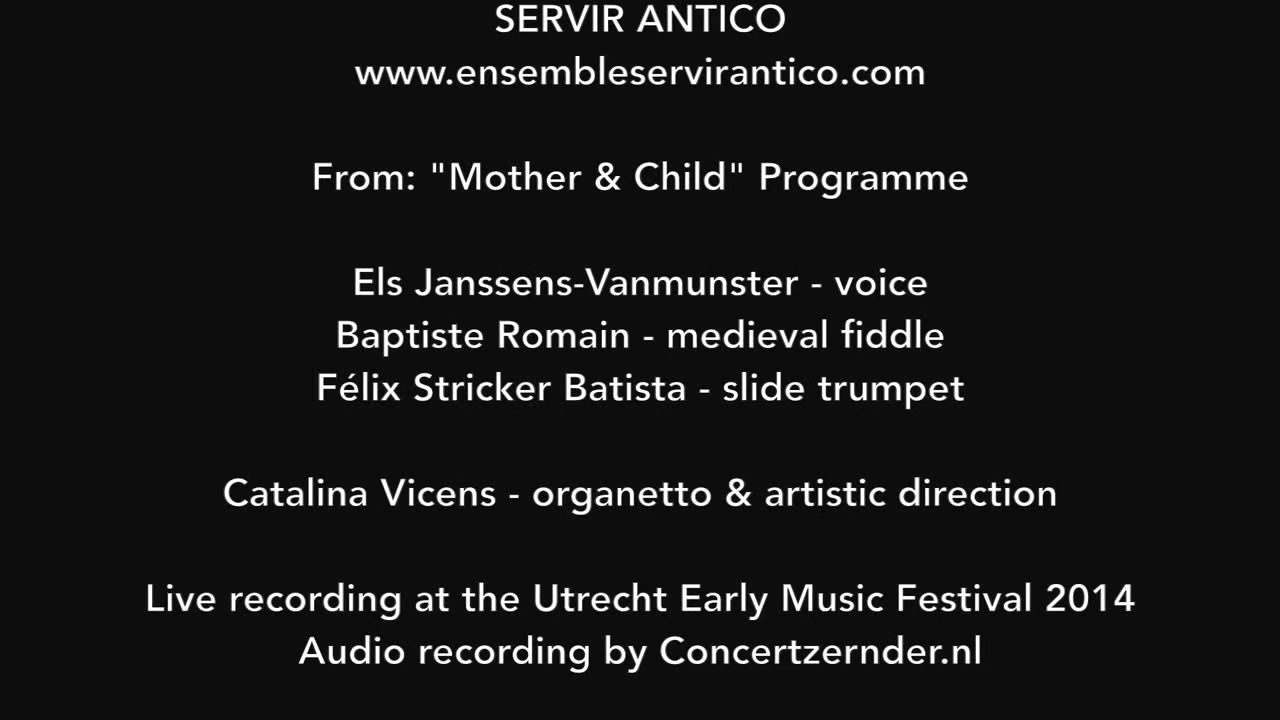 SERVIR ANTICO
www.ensembleservirantico.com
From: "Mother & Child" Programme
Els Janssens-Vanmunster - voice
Baptiste Romain - medieval fiddle
Félix Stricker Batista - slide trumpet
Catalina Vicens - organetto & artistic direction
Live recording at the Utrecht Early Music Festival 2014
Audio recording by Concertzernder.nl